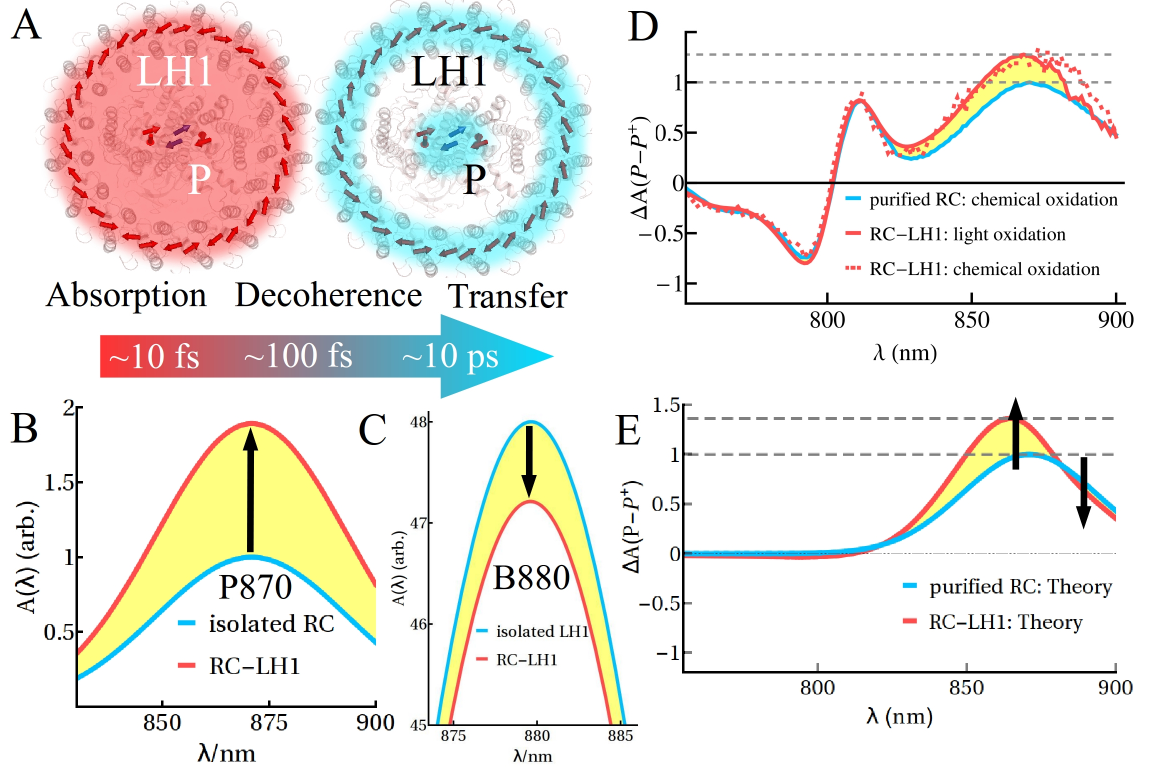 A
LH1
P
LH1
P
Absorption Decoherence Transfer
~10 fs ~100 fs ~10 ps
B
2
1.5
1
0.5
A(λ) (arb.)
P870
isolated RC
RC-LH1
850 875 900
λ/nm
C
48
47
46
45
A(λ) (arb.)
B880
isolated LH1
RC-LH1
875 880 885
λ/nm
D
1
0.5
0
−0.5
−1
ΔA(P−P⁺)
purified RC: chemical oxidation
RC−LH1: light oxidation
RC−LH1: chemical oxidation
800 850 900
λ (nm)
E
1.5
1
0.5
0
−0.5
−1
ΔA(P−P⁺)
purified RC: Theory
RC−LH1: Theory
800 850 900
λ (nm)